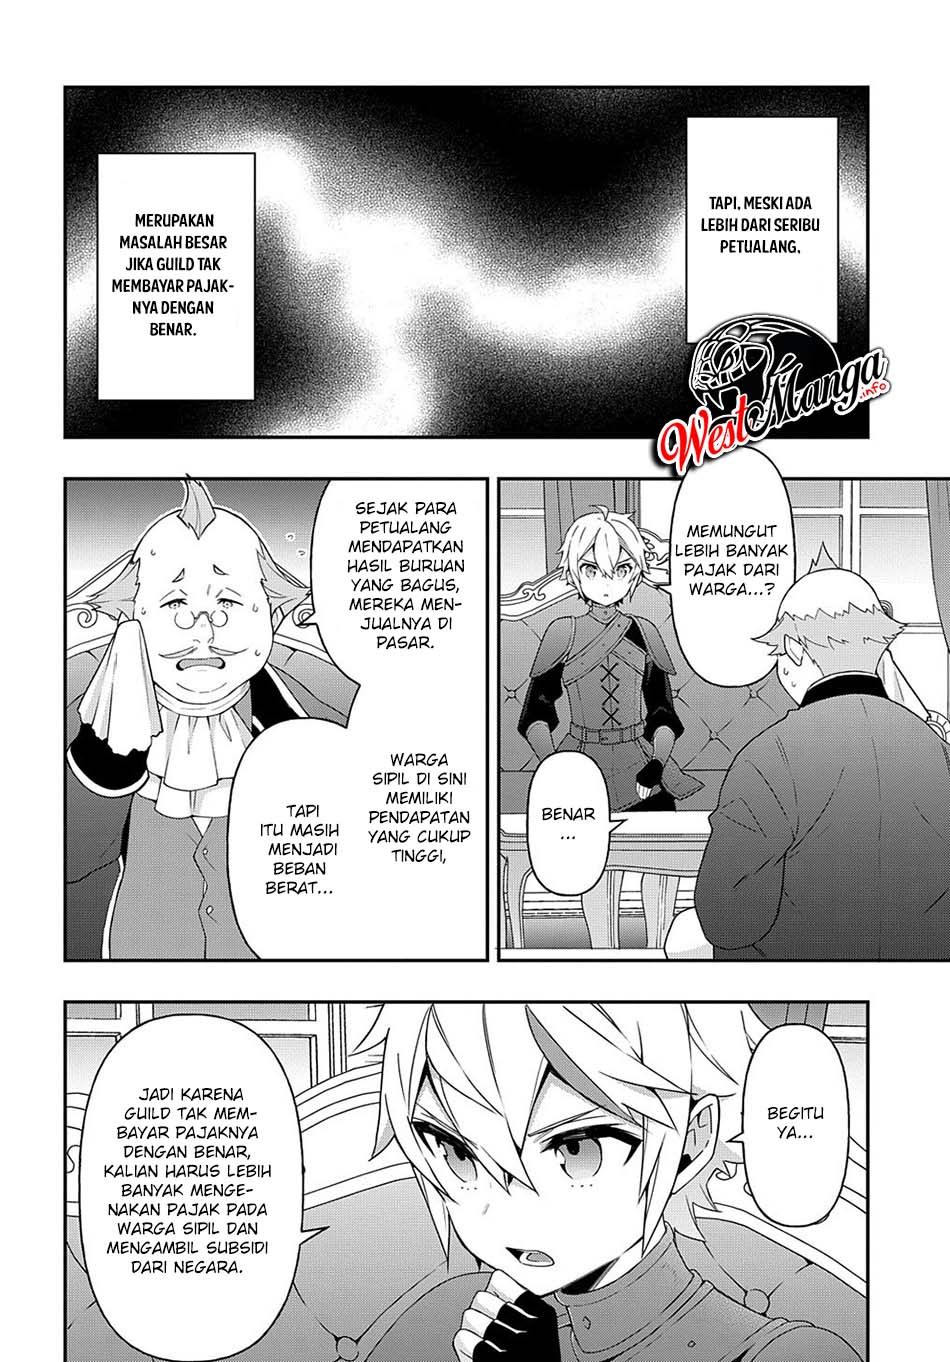 TAPI, MESKI ADA
LEBIH DARI SERIBU
PETUALANG,
MERUPAKAN
MASALAH BESAR
JIKA GUILD TAK
MEMBAYAR PAJAK-
NYA DENGAN
BENAR.
WestManga
.info
MEMUNGUT
LEBIH BANYAK
PAJAK DARI
WARGA...?
BENAR
...
SEJAK PARA
PETUALANG
MENDAPATKAN
HASIL BURUAN
YANG BAGUS,
MEREKA MEN-
JUALNYA DI
PASAR.
WARGA
SIPIL DI SINI
MEMILIKI
PENDAPATAN
YANG CUKUP
TINGGI,
TAPI
ITU MASIH
MENJADI
BEBAN
BERAT...
BEGITU
YA...
JADI KARENA
GUILD TAK MEM-
BAYAR PAJAKNYA
DENGAN BENAR,
KALIAN HARUS LEBIH
BANYAK MENGE-
NAKAN PAJAK PADA
WARGA SIPIL DAN
MENGAMBIL SUBSIDI
DARI NEGARA.